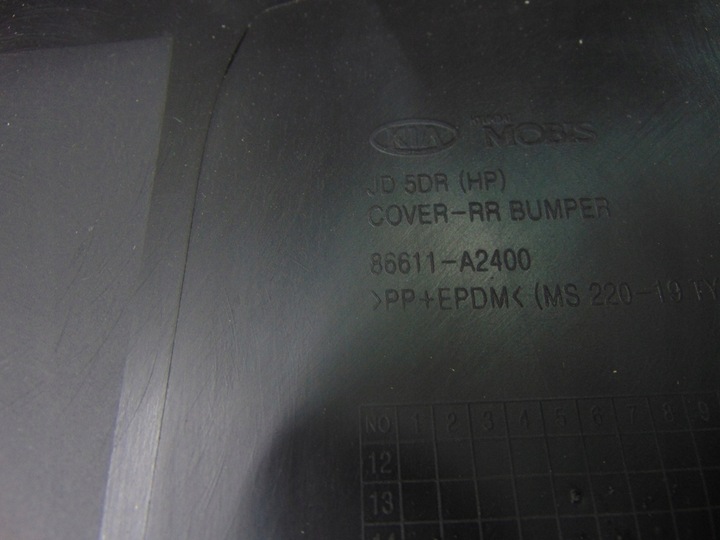 KIA MOBIS
JD 5DR (HP)
COVER-RR BUMPER
86611-A2400
>PP+EPDM< (MS 220-19
NO 1 2 3 4 5 6 7 8 9
12
13